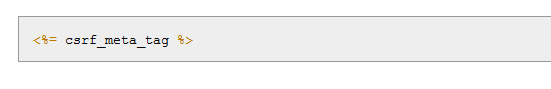 <%= csrf_meta_tag %>